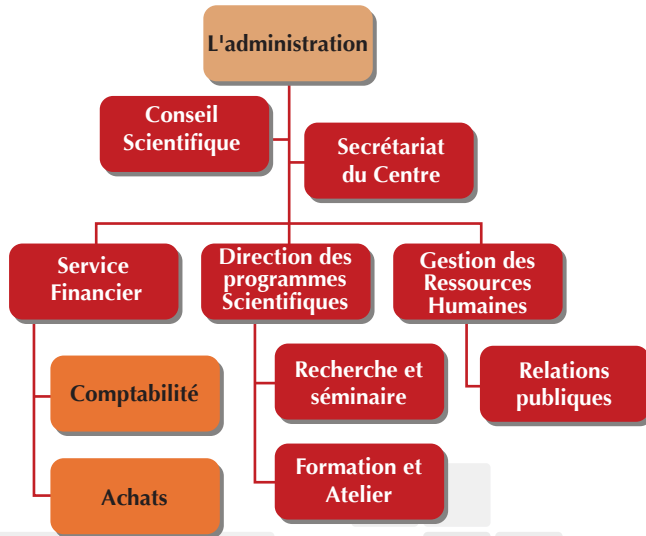 L'administration
Conseil
Scientifique
Secrétariat
du Centre
Service
Financier
Direction des
programmes
Scientifiques
Gestion des
Ressources
Humaines
Comptabilité
Recherche et
séminaire
Relations
publiques
Achats
Formation et
Atelier